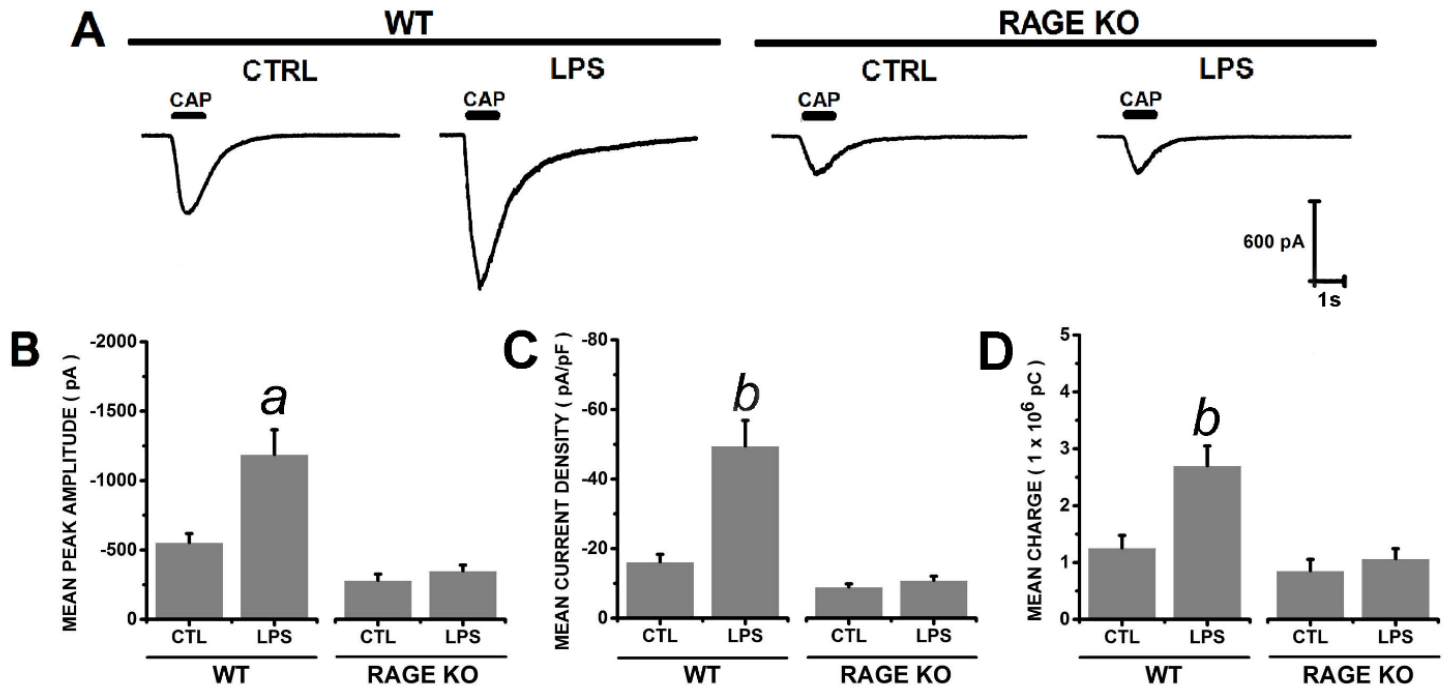 A
WT
RAGE KO
CTRL
LPS
CTRL
LPS
CAP
CAP
CAP
CAP
600 pA
1s
B
MEAN PEAK AMPLITUDE ( pA )
-2000
-1500
-1000
-500
0
a
CTL
LPS
CTL
LPS
WT
RAGE KO
C
MEAN CURRENT DENSITY ( pA/pF )
-80
-60
-40
-20
0
b
CTL
LPS
CTL
LPS
WT
RAGE KO
D
MEAN CHARGE ( 1 x 10⁶ pC )
5
4
3
2
1
0
b
CTL
LPS
CTL
LPS
WT
RAGE KO